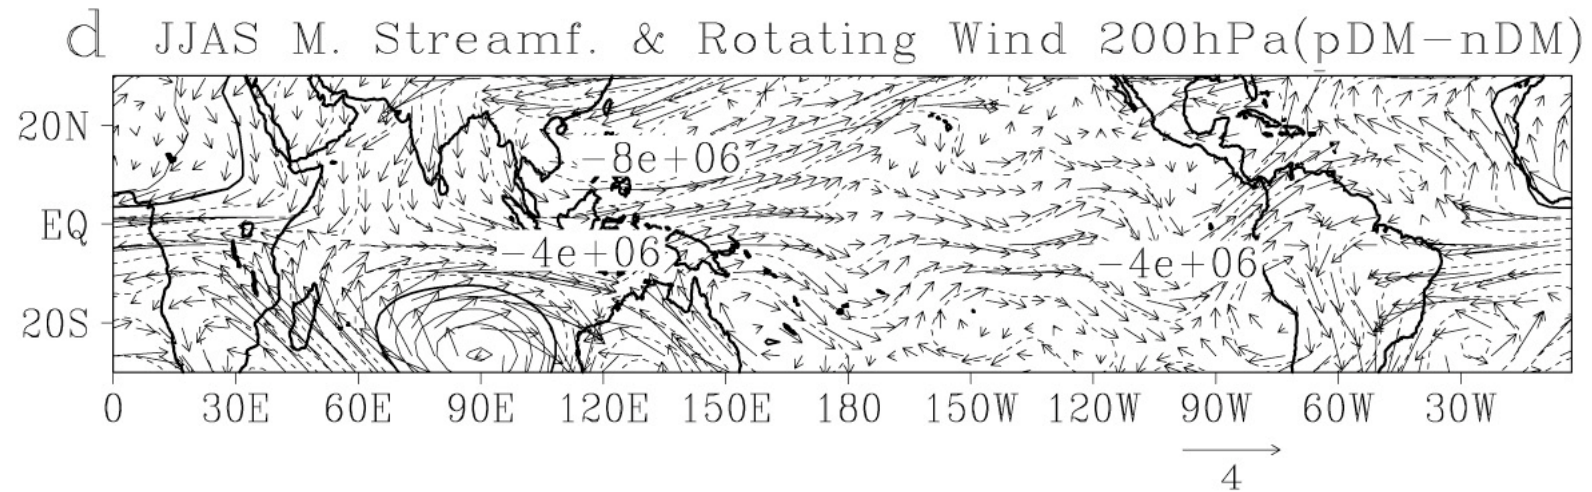 d JJAS M. Streamf. & Rotating Wind 200hPa(pDM-nDM)
20N
-8e+06
EQ
-4e+06 -4e+06
20S
0 30E 60E 90E 120E 150E 180 150W 120W 90W 60W 30W
4